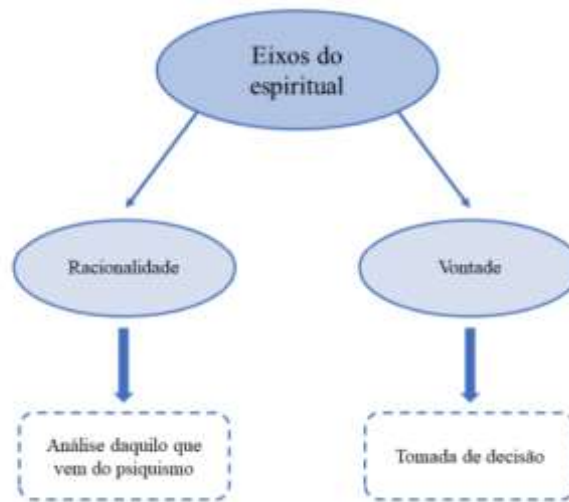 Eixos do
espiritual
Racionalidade
Vontade
Análise daquilo que
vem do psiquismo
Tomada de decisão